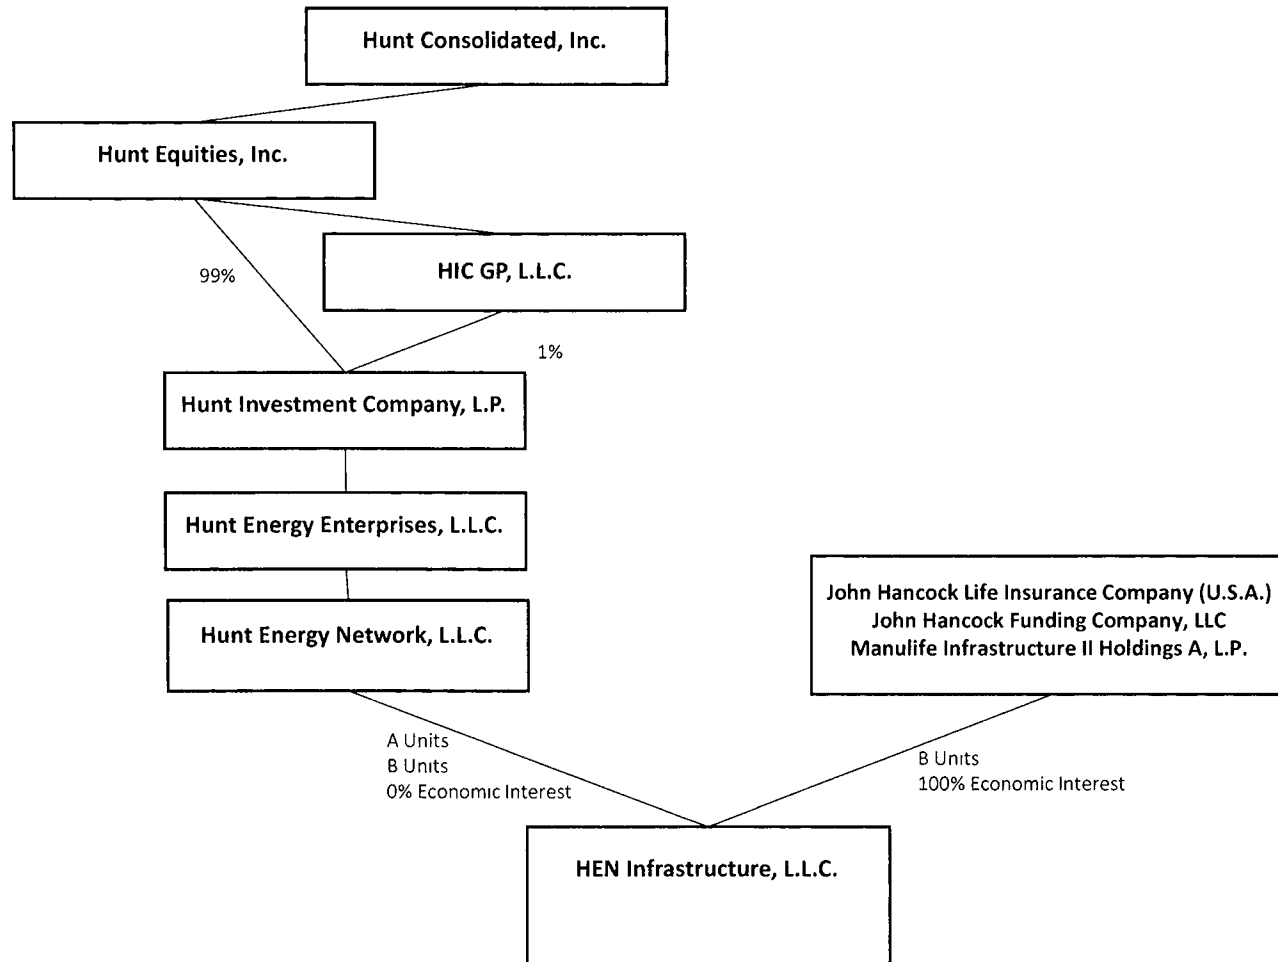 Hunt Consolidated, Inc.
Hunt Equities, Inc.
HIC GP, L.L.C.
99%
1%
Hunt Investment Company, L.P.
Hunt Energy Enterprises, L.L.C.
Hunt Energy Network, L.L.C.
John Hancock Life Insurance Company (U.S.A.)
John Hancock Funding Company, LLC
Manulife Infrastructure II Holdings A, L.P.
A Units
B Units
0% Economic Interest
B Units
100% Economic Interest
HEN Infrastructure, L.L.C.